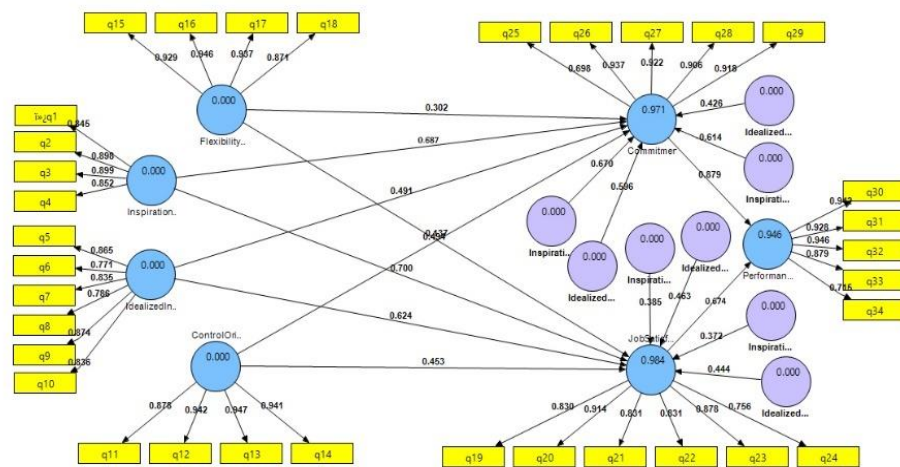 q15 q16 q17 q18
0.929 0.946 0.937 0.871
0.000
Flexibility..
q25 q26 q27 q28 q29
0.698 0.937 0.922 0.906 0.918
0.971
Commitmer
0.302
0.426
0.000
Idealized...
0.614
0.000
Inspirati...
ï»¿q1
q2
q3
q4
0.845
0.898
0.899
0.852
0.000
Inspiration..
0.687
0.670
0.596
0.879
0.491
0.700
0.000
Inspirati...
0.000
Idealized...
0.000
Inspirati...
0.000
Idealized...
0.385
0.463
0.674
q5
q6
q7
q8
q9
q10
0.865
0.771
0.835
0.786
0.874
0.836
0.000
IdealizedIn..
0.624
0.946
Performan...
q30
q31
q32
q33
q34
0.928
0.946
0.879
ControlOri..
0.000
0.453
0.984
0.372
0.000
Inspirati...
0.444
0.000
Idealized...
0.878 0.942 0.947 0.941
q11 q12 q13 q14
0.830 0.914 0.831 0.831 0.878 0.756
q19 q20 q21 q22 q23 q24